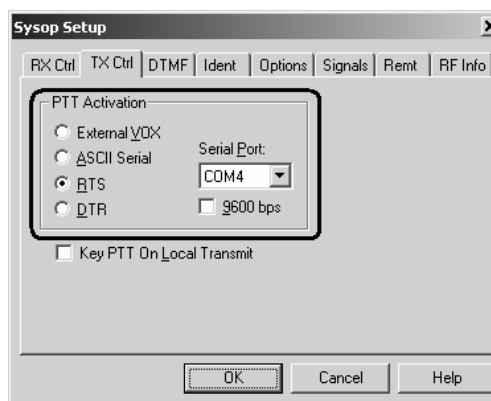 Sysop Setup
RX Ctrl TX Ctrl DTMF Ident Options Signals Remt RF Info
PTT Activation
External VOX
ASCII Serial
RTS
DTR
Serial Port:
COM4
9600 bps
Key PTT On Local Transmit
OK Cancel Help